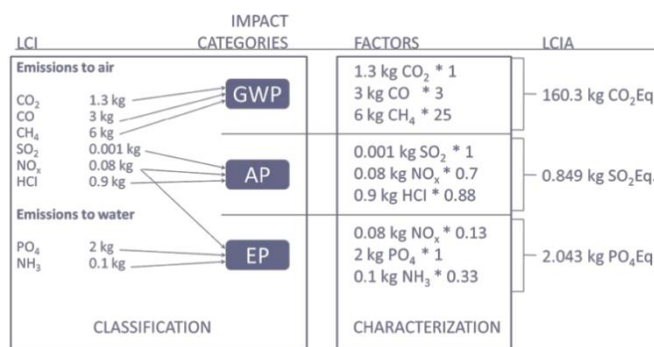 LCI IMPACT CATEGORIES FACTORS LCIA
Emissions to air
CO₂ 1.3 kg
CO 3 kg
CH₄ 6 kg
SO₂ 0.001 kg
NOₓ 0.08 kg
HCl 0.9 kg
Emissions to water
PO₄ 2 kg
NH₃ 0.1 kg
CLASSIFICATION
GWP
AP
EP
1.3 kg CO₂ * 1
3 kg CO * 3
6 kg CH₄ * 25
0.001 kg SO₂ * 1
0.08 kg NOₓ * 0.7
0.9 kg HCl * 0.88
0.08 kg NOₓ * 0.13
2 kg PO₄ * 1
0.1 kg NH₃ * 0.33
CHARACTERIZATION
160.3 kg CO₂Eq.
0.849 kg SO₂Eq.
2.043 kg PO₄Eq.